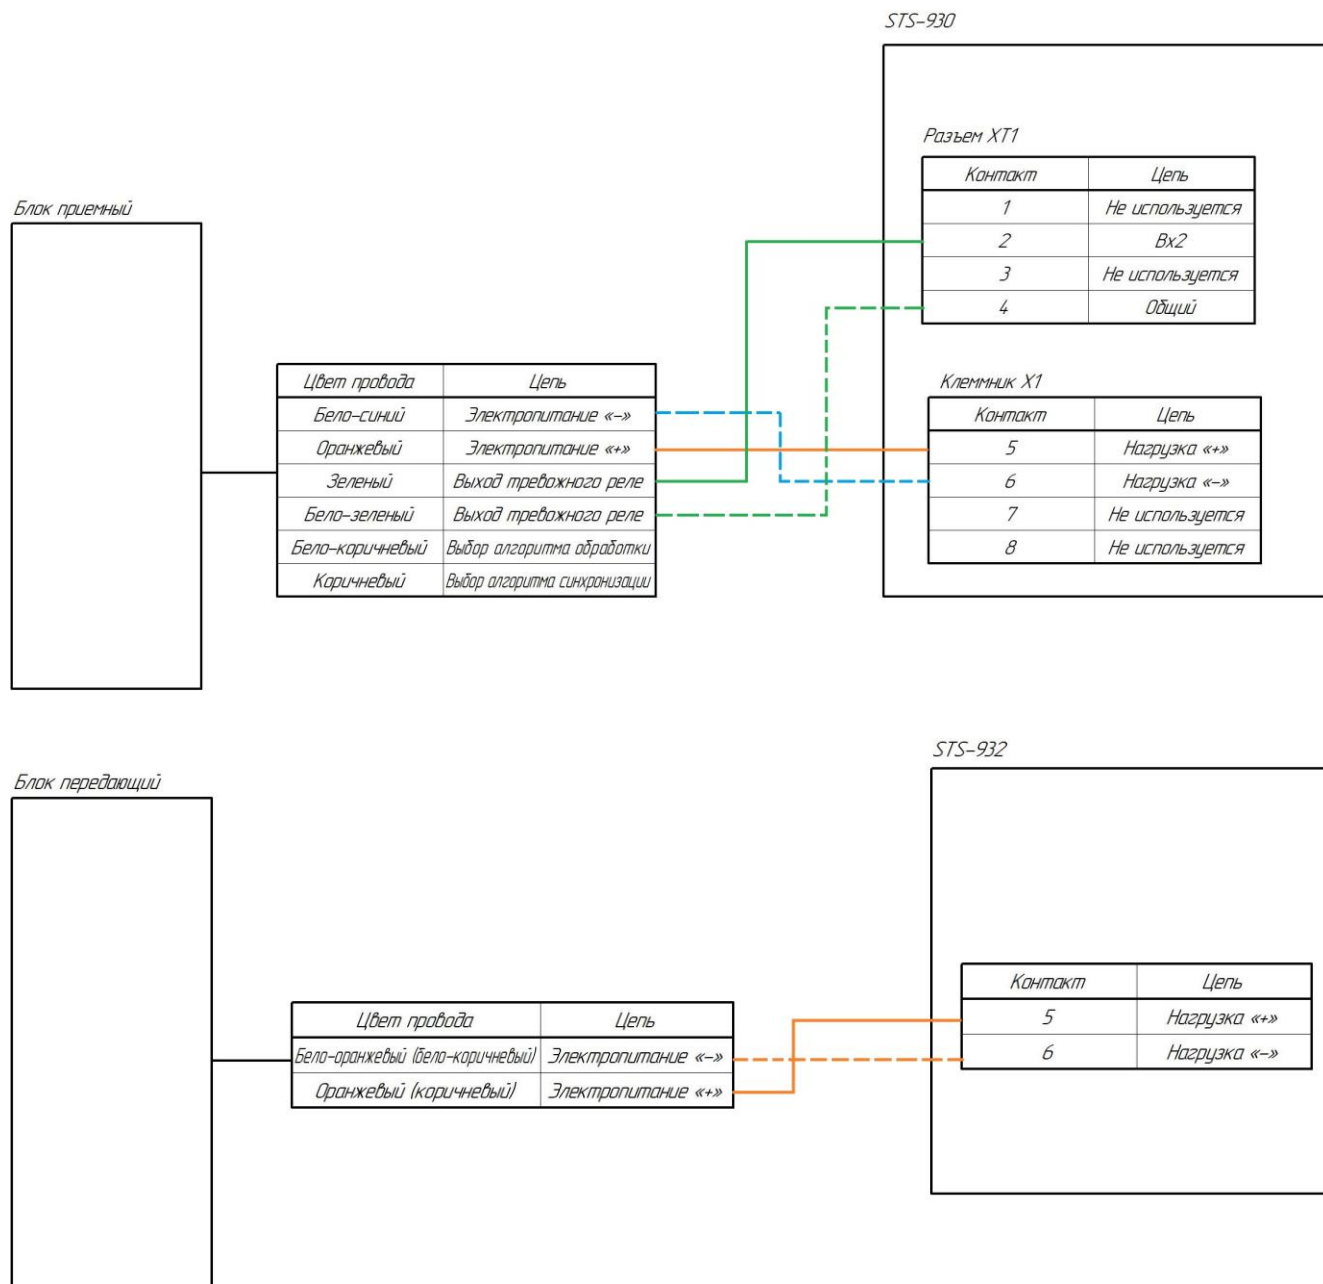 STS-930
Разъем XT1
Контакт Цепь
1 Не используется
2 Вх2
3 Не используется
4 Общий
Блок приемный
Цвет провода Цепь
Бело-синий Электропитание «-»
Оранжевый Электропитание «+»
Зеленый Выход тревожного реле
Бело-зеленый Выход тревожного реле
Бело-коричневый Выбор алгоритма обработки
Коричневый Выбор алгоритма синхронизации
Клеммник X1
Контакт Цепь
5 Нагрузка «+»
6 Нагрузка «-»
7 Не используется
8 Не используется
STS-932
Блок передающий
Контакт Цепь
5 Нагрузка «+»
6 Нагрузка «-»
Цвет провода Цепь
Бело-оранжевый (бело-коричневый) Электропитание «-»
Оранжевый (коричневый) Электропитание «+»